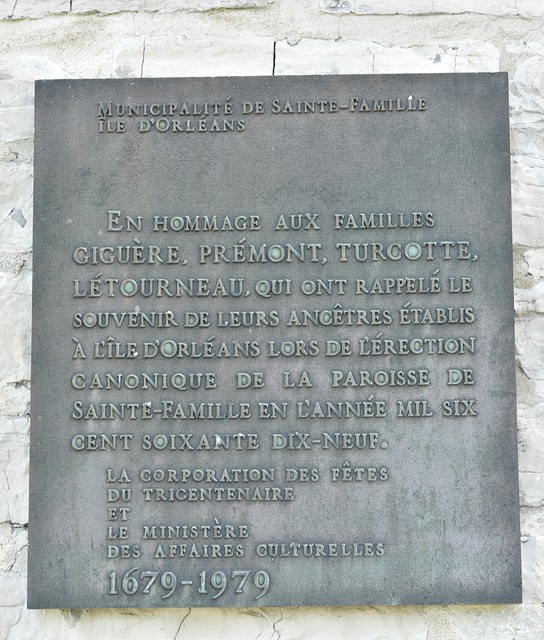 MUNICIPALITÉ DE SAINTE-FAMILLE
ÎLE D'ORLÉANS
EN HOMMAGE AUX FAMILLES
GIGUÈRE, PRÉMONT, TURCOTTE,
LÉTOURNEAU, QUI ONT RAPPELÉ LE
SOUVENIR DE LEURS ANCÊTRES ÉTABLIS
À L'ÎLE D'ORLÉANS LORS DE L'ÉRECTION
CANONIQUE DE LA PAROISSE DE
SAINTE-FAMILLE EN L'ANNÉE MIL SIX
CENT SOIXANTE DIX-NEUF.
LA CORPORATION DES FÊTES
DU TRICENTENAIRE
ET
LE MINISTÈRE
DES AFFAIRES CULTURELLES
1679-1979